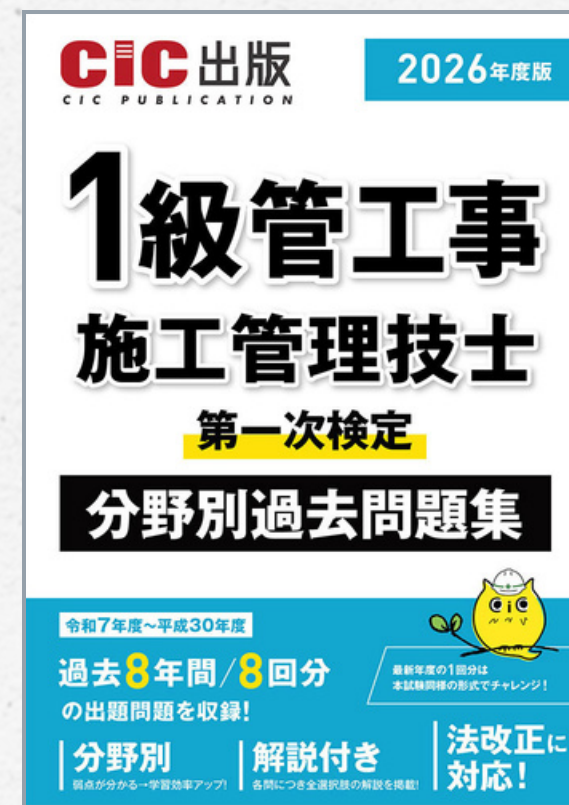 CIC出版
CIC PUBLICATION
2026年度版
1級管工事
施工管理技士
第一次検定
分野別過去問題集
令和7年度～平成30年度
過去8年間/8回分
の出題問題を収録!
CiC
最新年度の1回分は
本試験同様の形式でチャレンジ!
分野別
弱点が分かる→学習効率アップ!
解説付き
各問につき全選択肢の解説を掲載!
法改正に
対応!